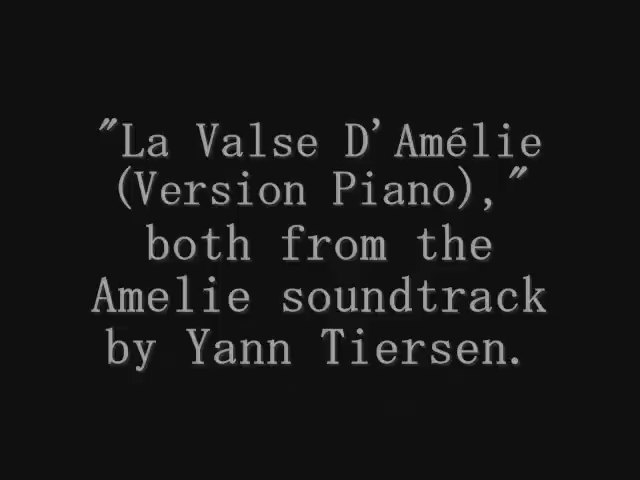 "La Valse D'Amélie
(Version Piano),"
both from the
Amelie soundtrack
by Yann Tiersen.